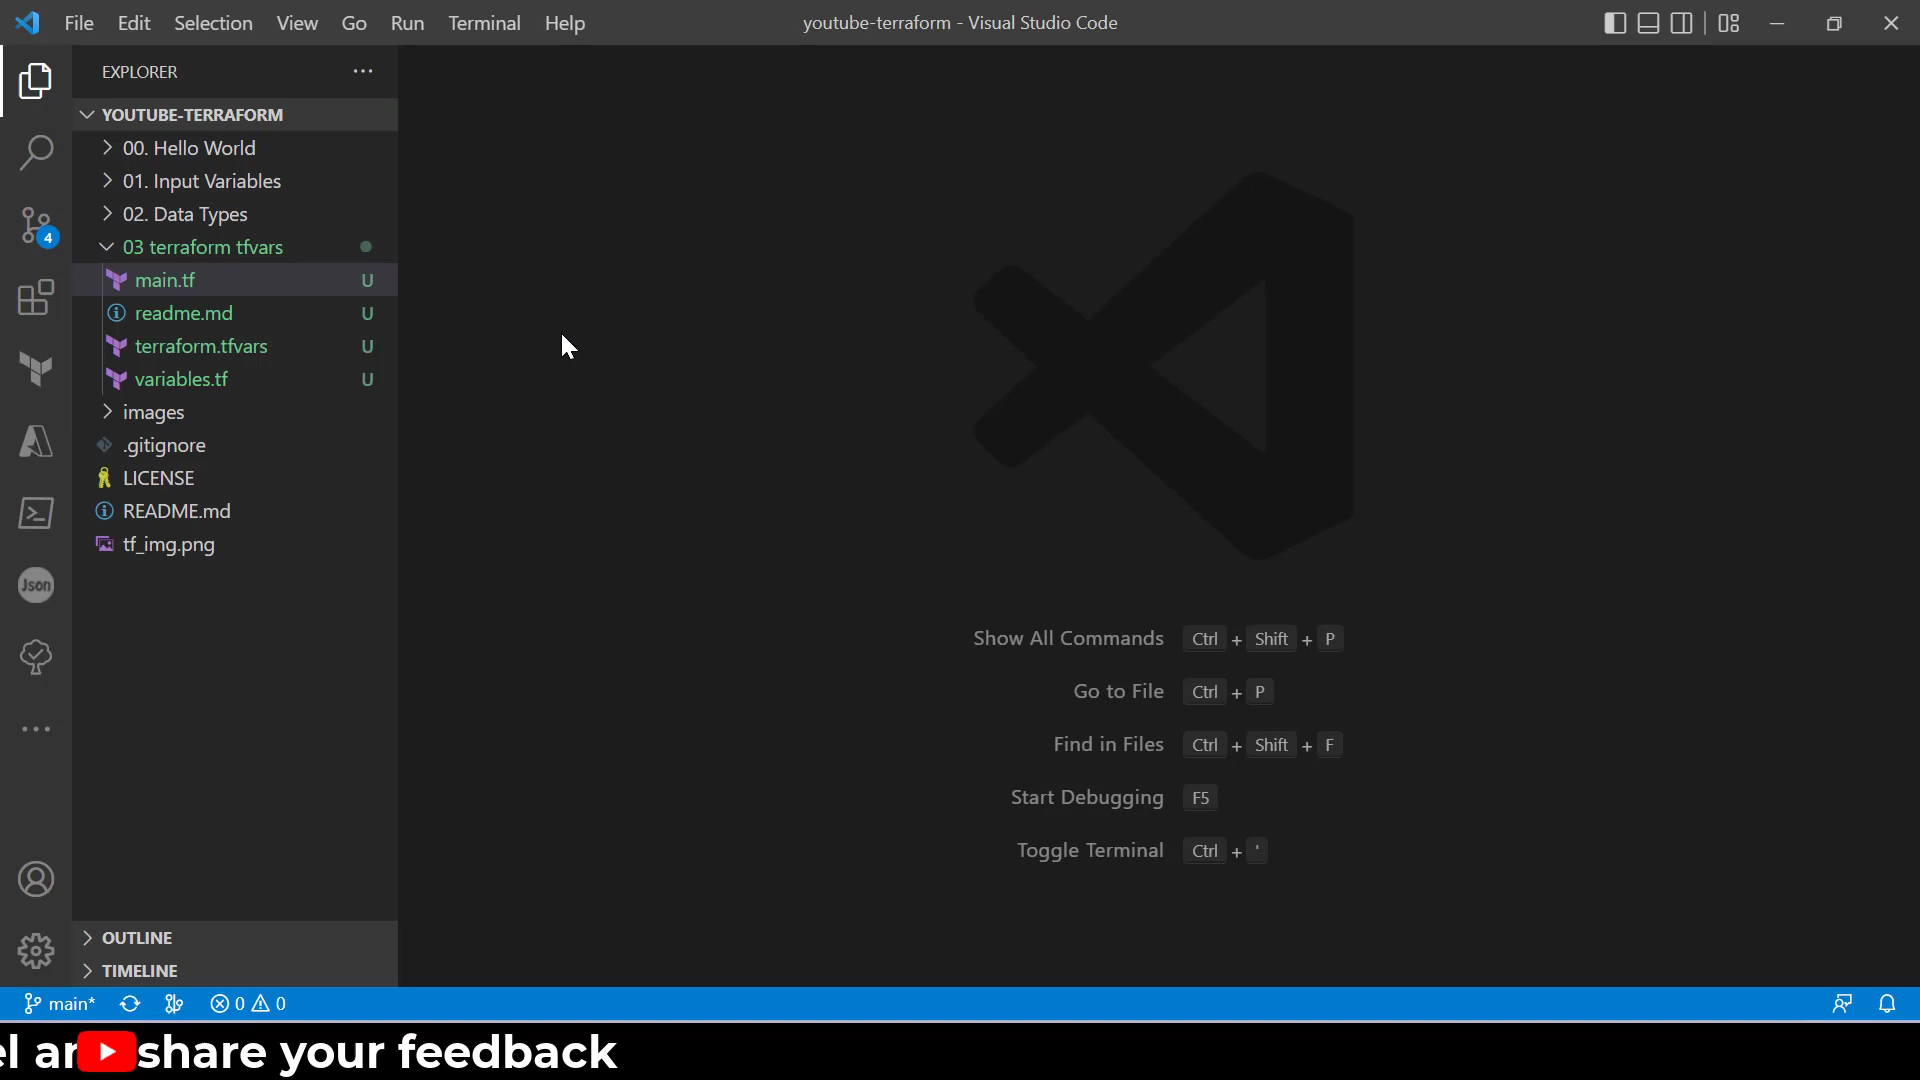 File Edit Selection View Go Run Terminal Help
youtube-terraform - Visual Studio Code
EXPLORER
YOUTUBE-TERRAFORM
00. Hello World
01. Input Variables
02. Data Types
4
03 terraform tfvars
main.tf U
readme.md U
terraform.tfvars U
variables.tf U
images
.gitignore
LICENSE
README.md
tf_img.png
Json
Show All Commands Ctrl + Shift + P
Go to File Ctrl + P
Find in Files Ctrl + Shift + F
Start Debugging F5
Toggle Terminal Ctrl + '
OUTLINE
TIMELINE
main* 0 0
share your feedback